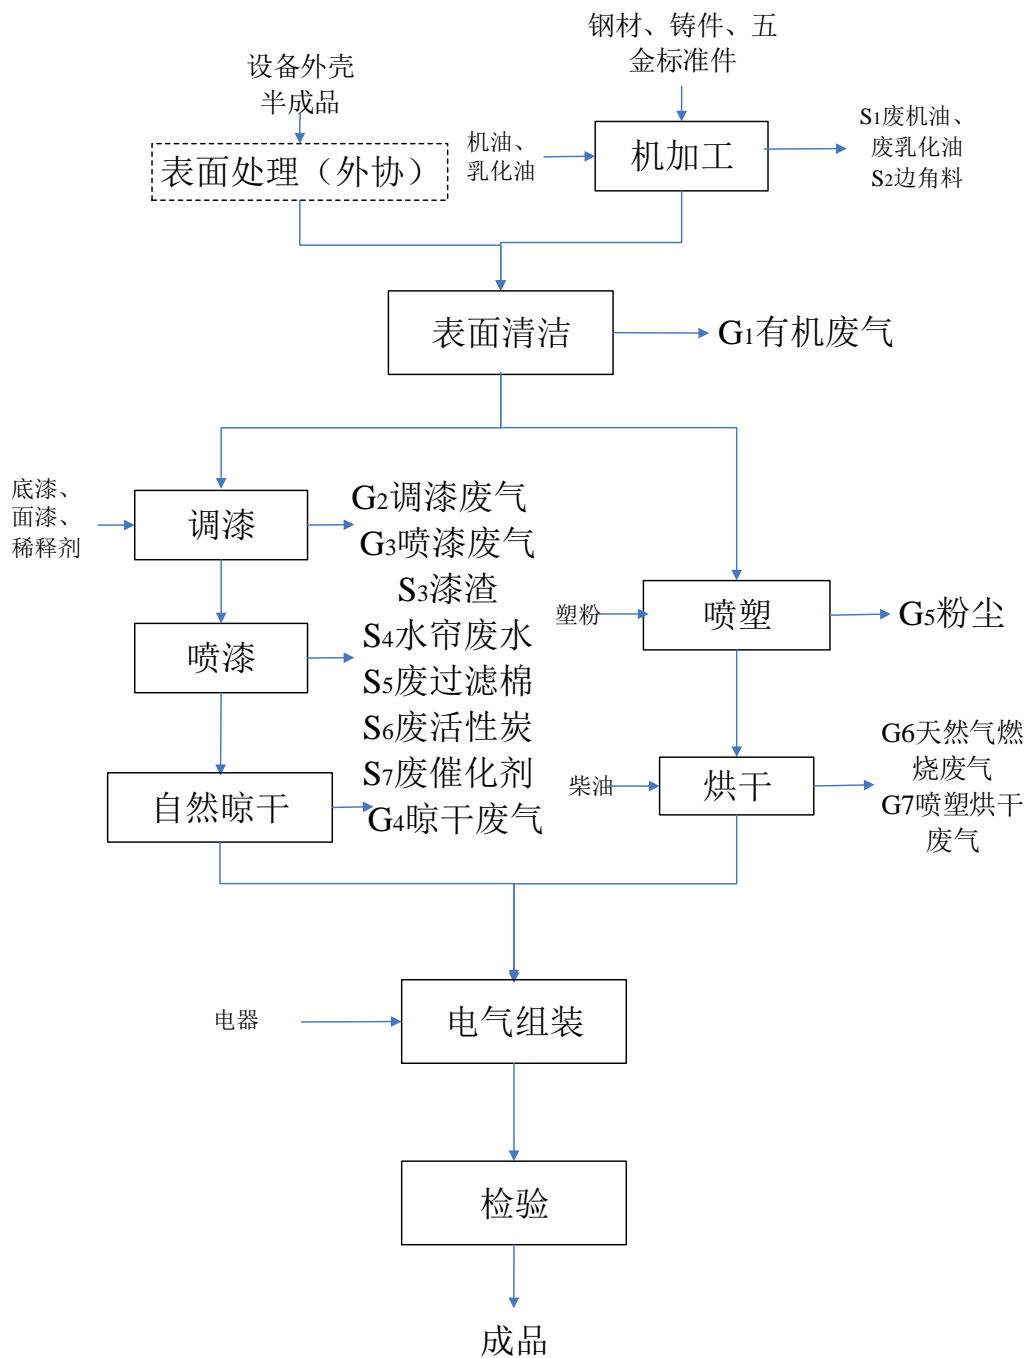 钢材、铸件、五
金标准件
设备外壳
半成品
表面处理（外协）
机油、
乳化油
机加工
S1废机油、
废乳化油
S2边角料
表面清洁
G1有机废气
底漆、
面漆、
稀释剂
调漆
G2调漆废气
G3喷漆废气
S3漆渣
S4水帘废水
S5废过滤棉
S6废活性炭
S7废催化剂
G4晾干废气
喷漆
自然晾干
塑粉
喷塑
G5粉尘
柴油
烘干
G6天然气燃
烧废气
G7喷塑烘干
废气
电器
电气组装
检验
成品